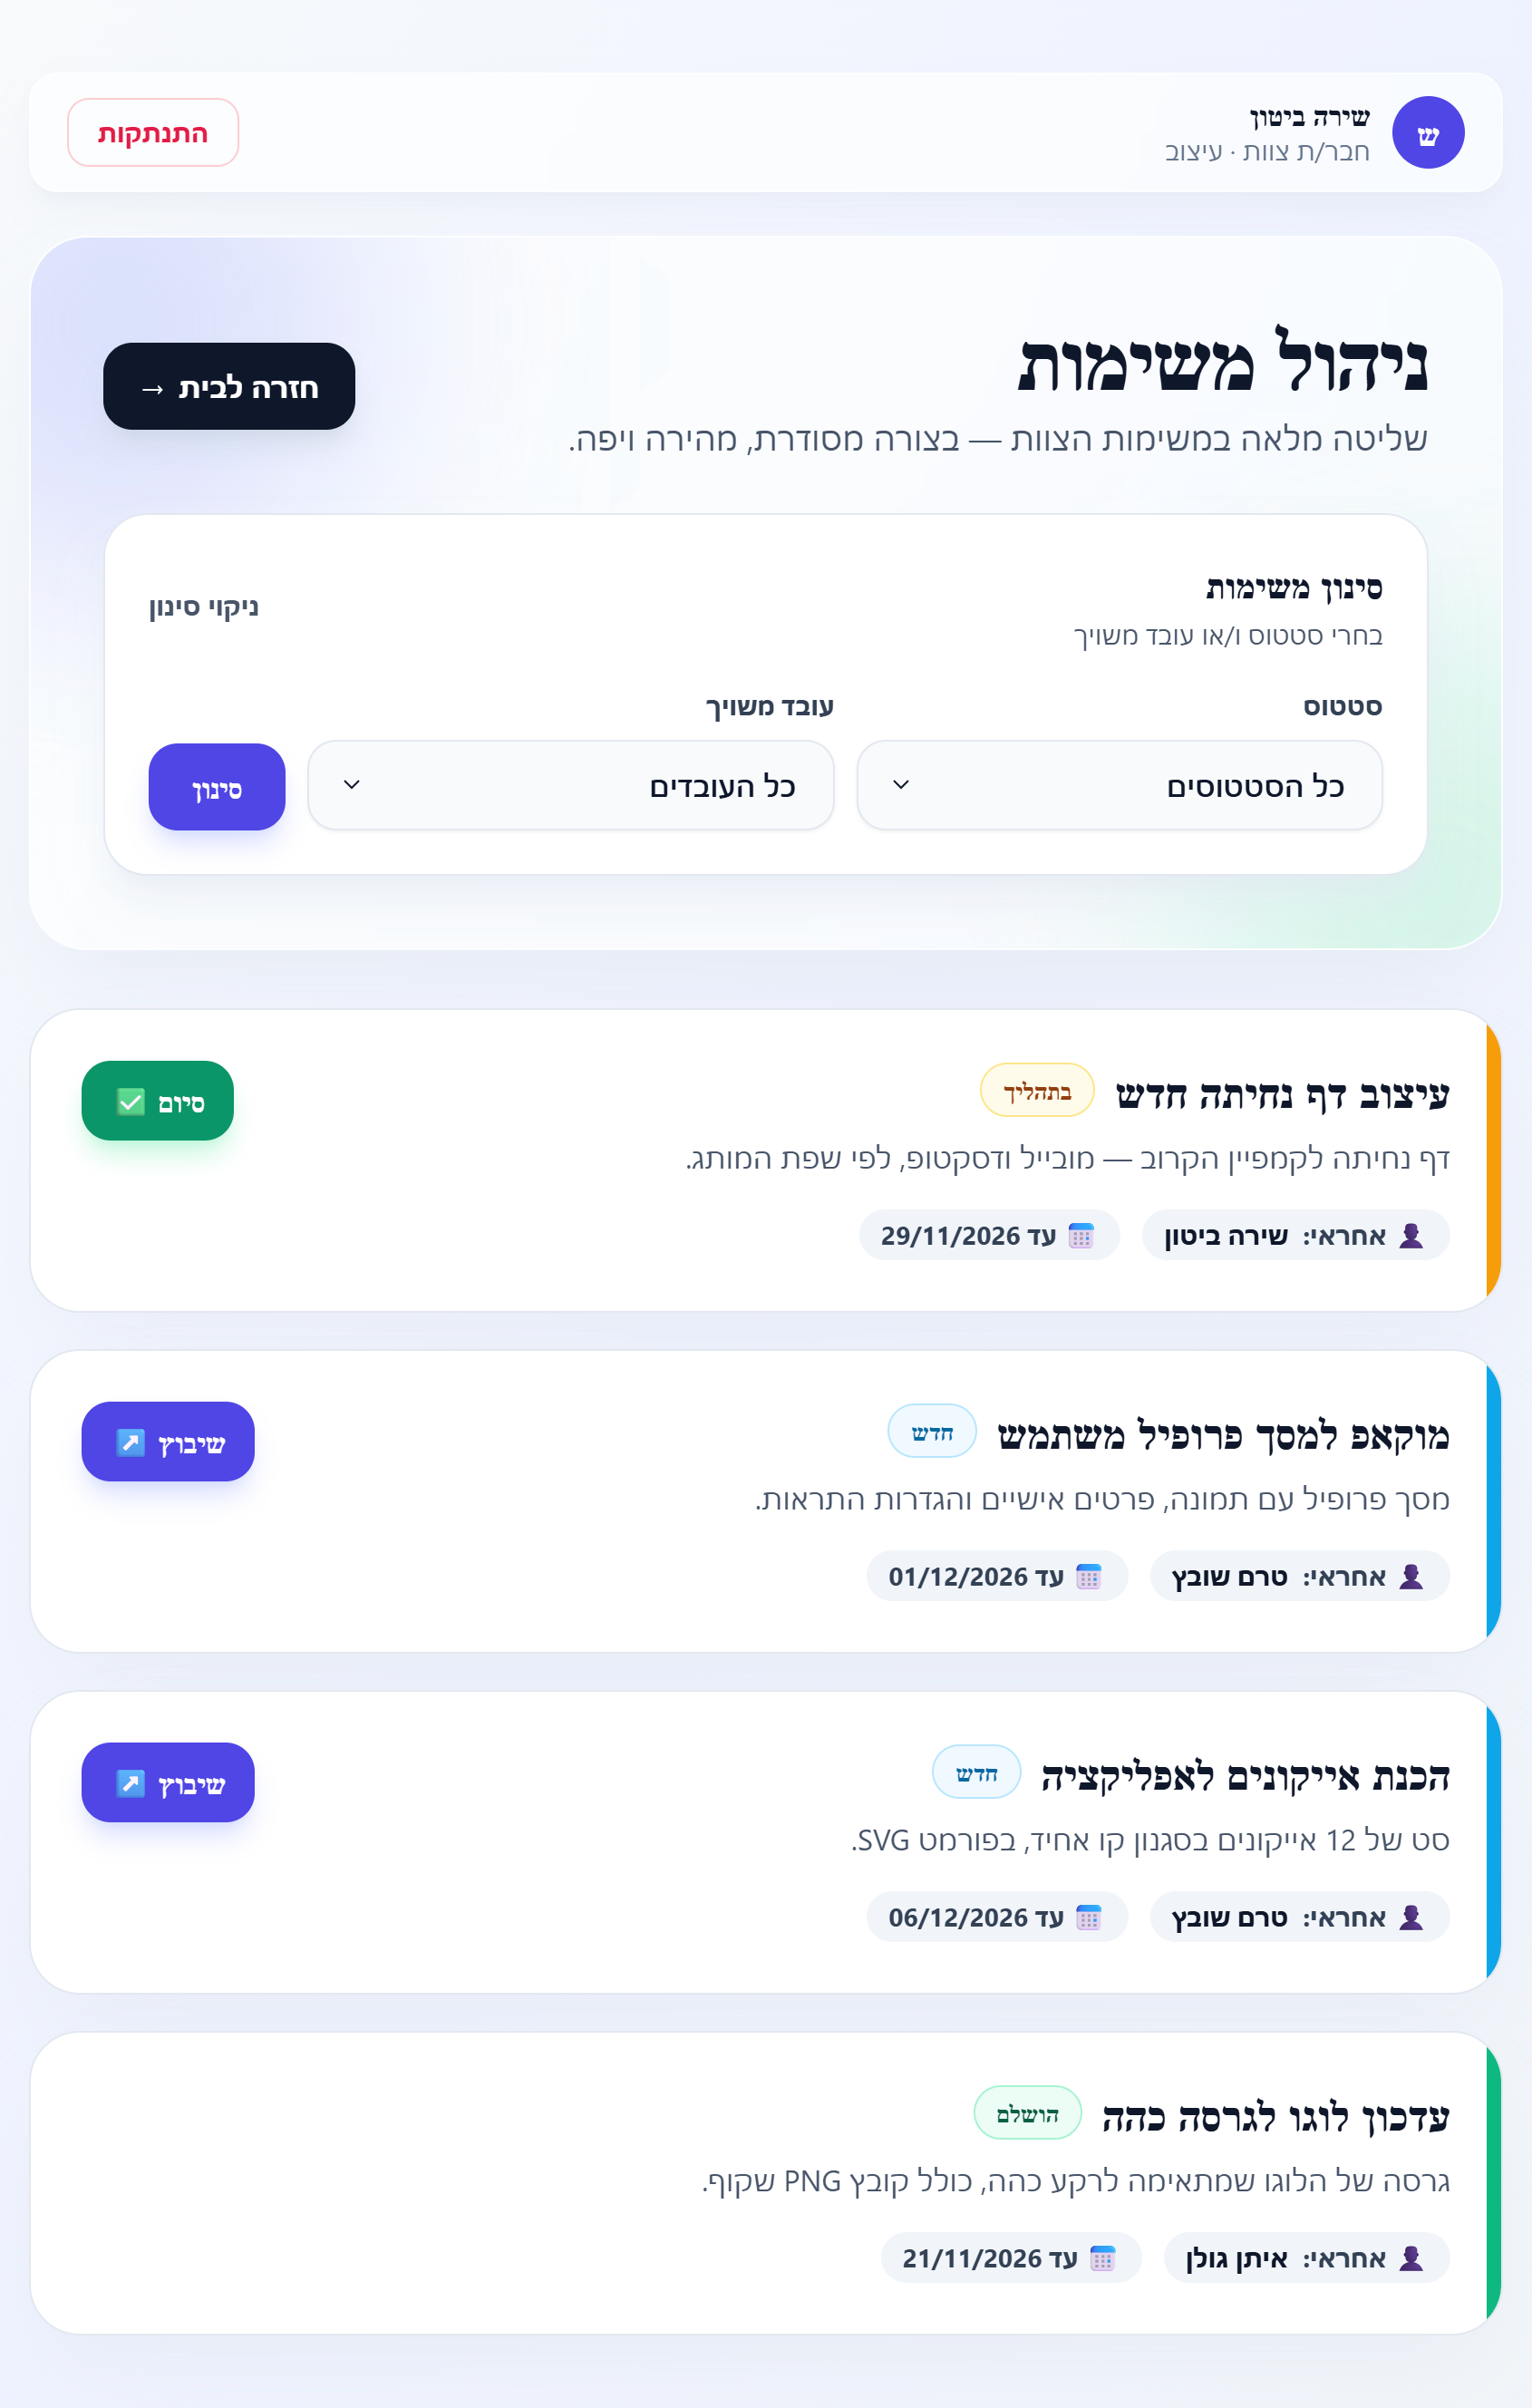 ש
שירה ביטון
חבר/ת צוות · עיצוב
התנתקות
ניהול משימות
שליטה מלאה במשימות הצוות — בצורה מסודרת, מהירה ויפה.
חזרה לבית →
סינון משימות
בחרי סטטוס ו/או עובד משויך
ניקוי סינון
סטטוס
עובד משויך
כל הסטטוסים
כל העובדים
סינון
עיצוב דף נחיתה חדש בתהליך
סיום ✅
דף נחיתה לקמפיין הקרוב — מובייל ודסקטופ, לפי שפת המותג.
👤 אחראי: שירה ביטון 🗓️ עד 29/11/2026
מוקאפ למסך פרופיל משתמש חדש
שיבוץ ↗️
מסך פרופיל עם תמונה, פרטים אישיים והגדרות התראות.
👤 אחראי: טרם שובץ 🗓️ עד 01/12/2026
הכנת אייקונים לאפליקציה חדש
שיבוץ ↗️
סט של 12 אייקונים בסגנון קו אחיד, בפורמט SVG.
👤 אחראי: טרם שובץ 🗓️ עד 06/12/2026
עדכון לוגו לגרסה כהה הושלם
גרסה של הלוגו שמתאימה לרקע כהה, כולל קובץ PNG שקוף.
👤 אחראי: איתן גולן 🗓️ עד 21/11/2026